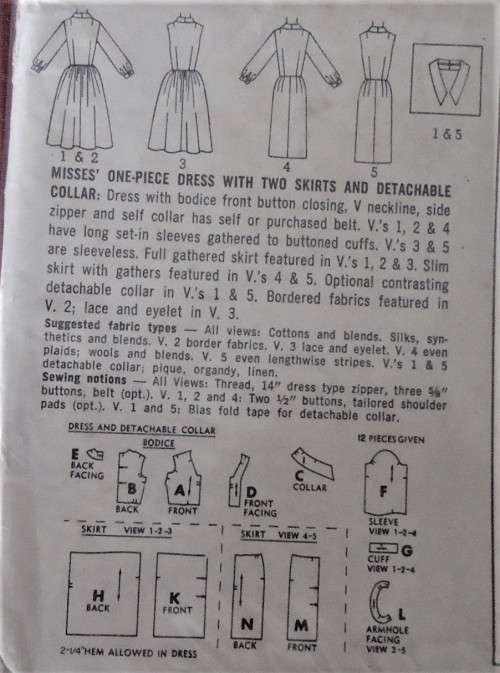 1 & 2
3
4
5
1 & 5
MISSES' ONE-PIECE DRESS WITH TWO SKIRTS AND DETACHABLE
COLLAR: Dress with bodice front button closing, V neckline, side
zipper and self collar has self or purchased belt. V.'s 1, 2 & 4
have long set-in sleeves gathered to buttoned cuffs. V.'s 3 & 5
are sleeveless. Full gathered skirt featured in V.'s 1, 2 & 3. Slim
skirt with gathers featured in V.'s 4 & 5. Optional contrasting
detachable collar in V.'s 1 & 5. Bordered fabrics featured in
V. 2; lace and eyelet in V. 3.
Suggested fabric types — All views: Cottons and blends. Silks, syn-
thetics and blends. V. 2 border fabrics. V. 3 lace and eyelet. V. 4 even
plaids; wools and blends. V. 5 even lengthwise stripes. V.'s 1 & 5
detachable collar; pique, organdy, linen.
Sewing notions — All Views: Thread, 14" dress type zipper, three ⅝"
buttons, belt (opt.). V. 1, 2 and 4: Two ½" buttons, tailored shoulder
pads (opt.). V. 1 and 5: Bias fold tape for detachable collar.
DRESS AND DETACHABLE COLLAR
BODICE
12 PIECES GIVEN
E
BACK
FACING
B
BACK
A
FRONT
D
FRONT
FACING
C
COLLAR
F
SLEEVE
VIEW 1-2-4
SKIRT VIEW 1-2-3
SKIRT VIEW 4-5
G
CUFF
VIEW 1-2-4
H
BACK
K
FRONT
N
BACK
M
FRONT
L
ARMHOLE
FACING
VIEW 3-5
2-1/4" HEM ALLOWED IN DRESS